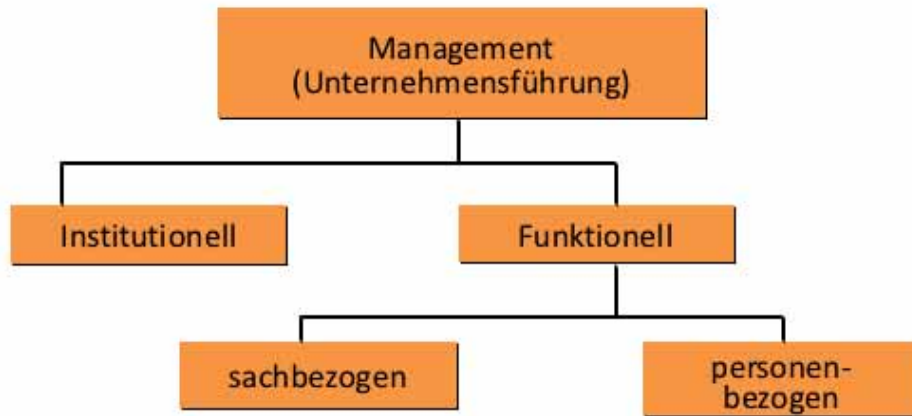 Management
(Unternehmensführung)
Institutionell
Funktionell
sachbezogen
personen-
bezogen